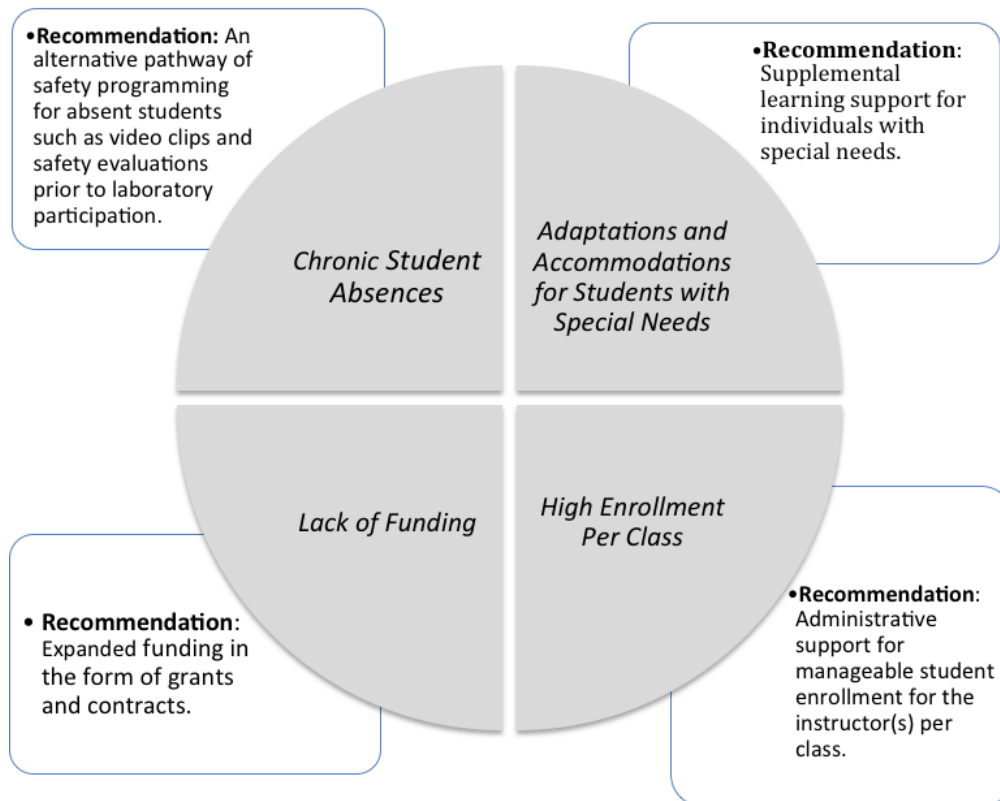 •Recommendation: An
alternative pathway of
safety programming
for absent students
such as video clips and
safety evaluations
prior to laboratory
participation.
•Recommendation:
Supplemental
learning support for
individuals with
special needs.
Chronic Student
Absences
Adaptations and
Accommodations
for Students with
Special Needs
Lack of Funding
High Enrollment
Per Class
• Recommendation:
Expanded funding in
the form of grants
and contracts.
•Recommendation:
Administrative
support for
manageable student
enrollment for the
instructor(s) per
class.